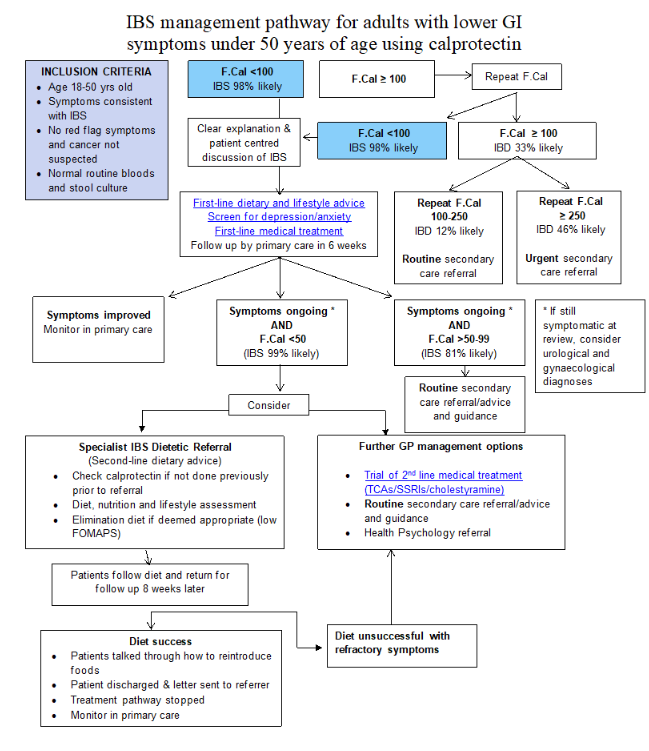 IBS management pathway for adults with lower GI
symptoms under 50 years of age using calprotectin
INCLUSION CRITERIA
• Age 18-50 yrs old
• Symptoms consistent
with IBS
• No red flag symptoms
and cancer not
suspected
• Normal routine bloods
and stool culture
F.Cal <100
IBS 98% likely
F.Cal ≥ 100
Repeat F.Cal
Clear explanation &
patient centred
discussion of IBS
F.Cal <100
IBS 98% likely
F.Cal ≥ 100
IBD 33% likely
First-line dietary and lifestyle advice
Screen for depression/anxiety
First-line medical treatment
Follow up by primary care in 6 weeks
Repeat F.Cal
100-250
IBD 12% likely
Routine secondary
care referral
Repeat F.Cal
≥ 250
IBD 46% likely
Urgent secondary
care referral
Symptoms improved
Monitor in primary care
Symptoms ongoing *
AND
F.Cal <50
(IBS 99% likely)
Symptoms ongoing *
AND
F.Cal >50-99
(IBS 81% likely)
* If still
symptomatic at
review, consider
urological and
gynaecological
diagnoses
Routine secondary
care referral/advice
and guidance
Consider
Specialist IBS Dietetic Referral
(Second-line dietary advice)
• Check calprotectin if not done previously
prior to referral
• Diet, nutrition and lifestyle assessment
• Elimination diet if deemed appropriate (low
FOMAPS)
Further GP management options
• Trial of 2nd line medical treatment
(TCAs/SSRIs/cholestyramine)
• Routine secondary care referral/advice
and guidance
• Health Psychology referral
Patients follow diet and return for
follow up 8 weeks later
Diet success
• Patients talked through how to reintroduce
foods
• Patient discharged & letter sent to referrer
• Treatment pathway stopped
• Monitor in primary care
Diet unsuccessful with
refractory symptoms